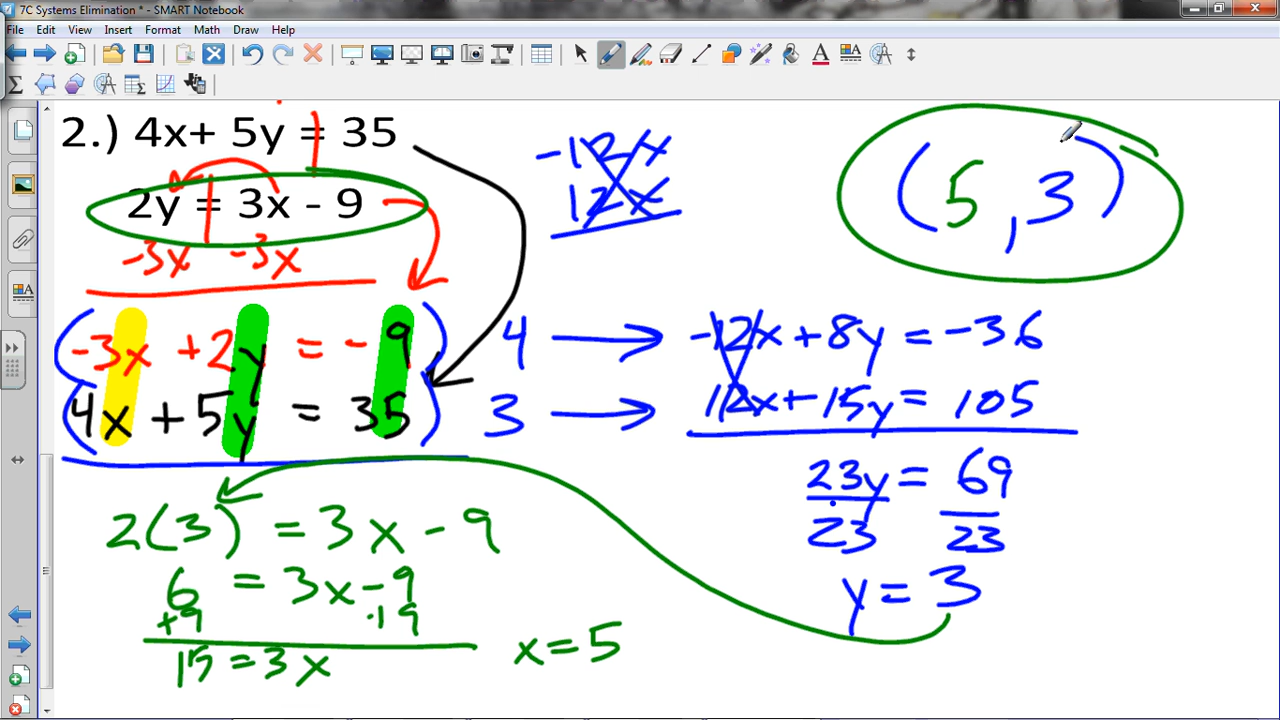 7C Systems Elimination * - SMART Notebook
File Edit View Insert Format Math Draw Help
2.) 4x+ 5y = 35
2y = 3x - 9
-3x -3x
-12x
12x
(5, 3)
(-3x +2y = -9) 4 → -12x + 8y = -36
(4x + 5y = 35) 3 → 12x + 15y = 105
23y = 69
23 23
y = 3
2(3) = 3x - 9
6 = 3x - 9
+9 +9
15 = 3x
x = 5